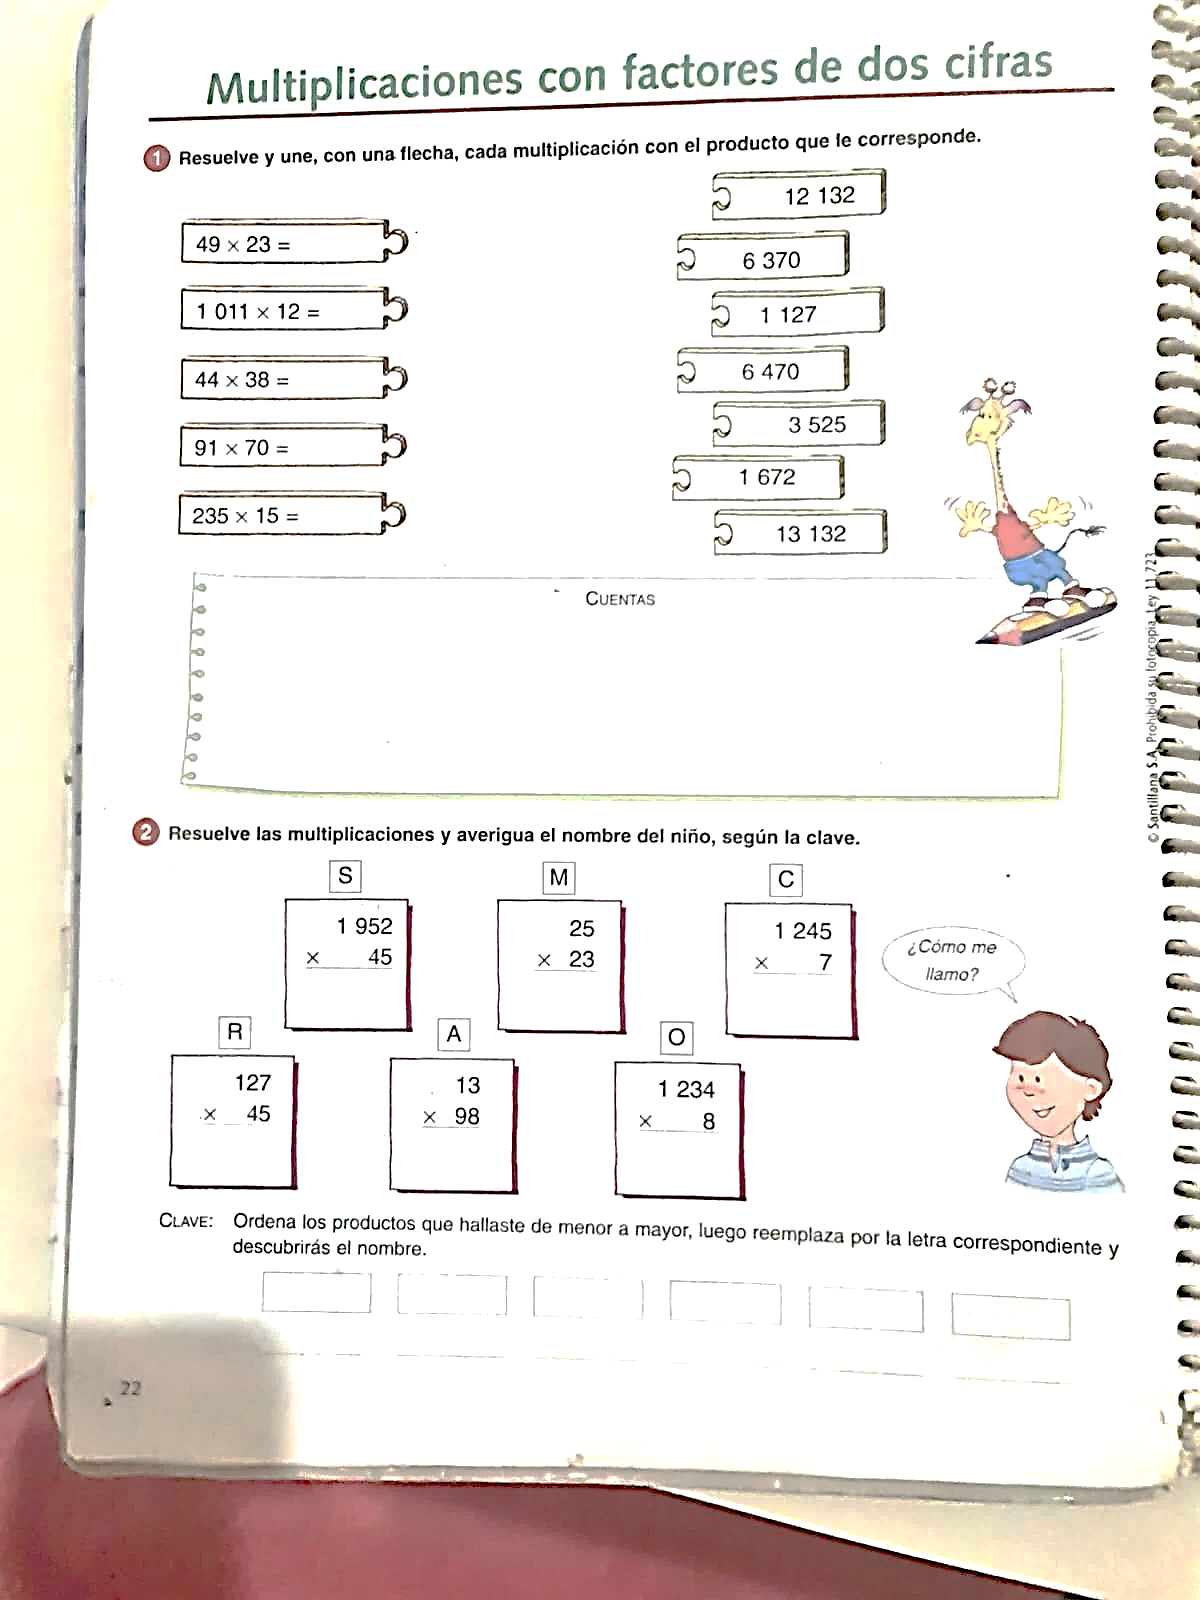 Multiplicaciones con factores de dos cifras
1 Resuelve y une, con una flecha, cada multiplicación con el producto que le corresponde.
49 × 23 =
1 011 × 12 =
44 × 38 =
91 × 70 =
235 × 15 =
12 132
6 370
1 127
6 470
3 525
1 672
13 132
CUENTAS
© Santillana S.A. Prohibida su fotocopia. Ley 11.723
2 Resuelve las multiplicaciones y averigua el nombre del niño, según la clave.
S
1 952
× 45
M
25
× 23
C
1 245
× 7
¿Cómo me
llamo?
R
127
× 45
A
13
× 98
O
1 234
× 8
CLAVE: Ordena los productos que hallaste de menor a mayor, luego reemplaza por la letra correspondiente y
descubrirás el nombre.
22